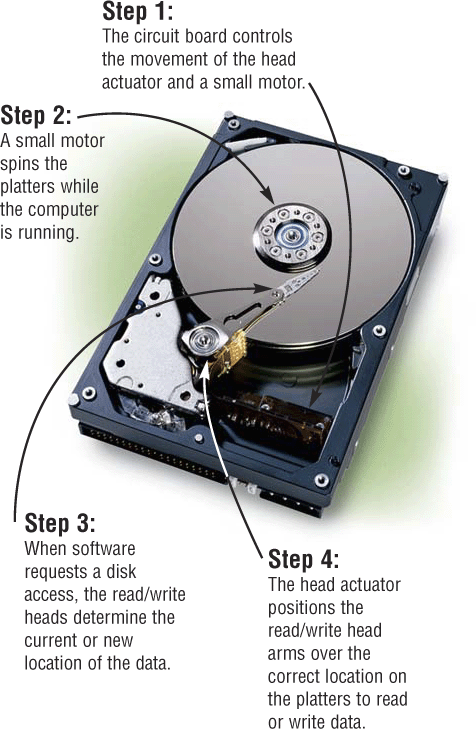 Step 1:
The circuit board controls
the movement of the head
actuator and a small motor.
Step 2:
A small motor
spins the
platters while
the computer
is running.
Step 3:
When software
requests a disk
access, the read/write
heads determine the
current or new
location of the data.
Step 4:
The head actuator
positions the
read/write head
arms over the
correct location on
the platters to read
or write data.